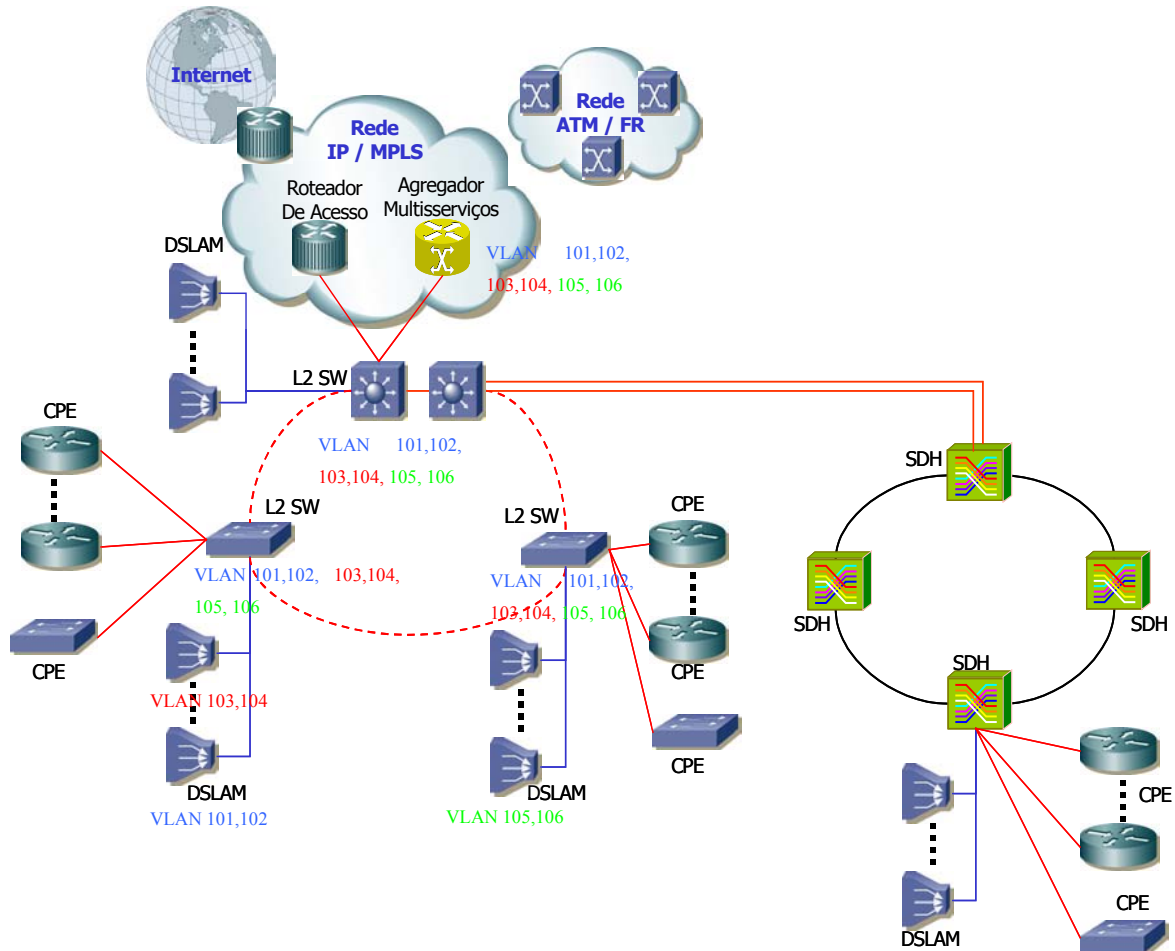 Internet
Rede
ATM / FR
Rede
IP / MPLS
Roteador
De Acesso
Agregador
Multisserviços
DSLAM
VLAN 101,102,
103,104, 105, 106
L2 SW
CPE
VLAN 101,102,
103,104, 105, 106
SDH
L2 SW
L2 SW
CPE
VLAN 101,102, 103,104,
105, 106
VLAN 101,102,
103,104, 105, 106
SDH
SDH
CPE
CPE
SDH
VLAN 103,104
CPE
DSLAM
DSLAM
VLAN 101,102
VLAN 105,106
CPE
CPE
DSLAM